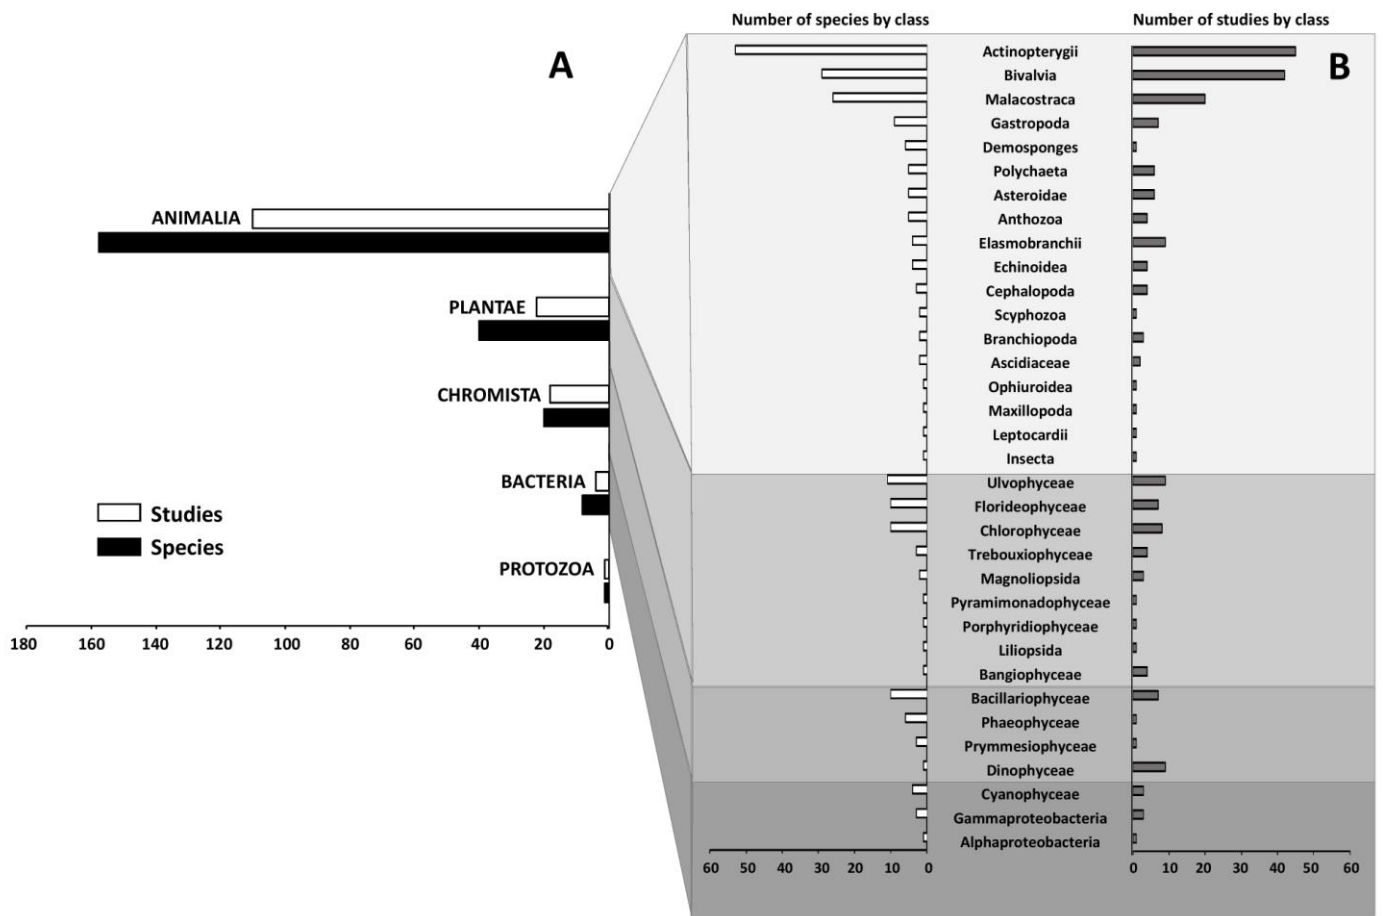 A
ANIMALIA
PLANTAE
CHROMISTA
BACTERIA
PROTOZOA
Studies
Species
180 160 140 120 100 80 60 40 20 0
Number of species by class Number of studies by class
B
Actinopterygii
Bivalvia
Malacostraca
Gastropoda
Demosponges
Polychaeta
Asteroidae
Anthozoa
Elasmobranchii
Echinoidea
Cephalopoda
Scyphozoa
Branchiopoda
Ascidiaceae
Ophiuroidea
Maxillopoda
Leptocardii
Insecta
Ulvophyceae
Florideophyceae
Chlorophyceae
Trebouxiophyceae
Magnoliopsida
Pyramimonadophyceae
Porphyridiophyceae
Liliopsida
Bangiophyceae
Bacillariophyceae
Phaeophyceae
Prymmesiophyceae
Dinophyceae
Cyanophyceae
Gammaproteobacteria
Alphaproteobacteria
60 50 40 30 20 10 0 0 10 20 30 40 50 60